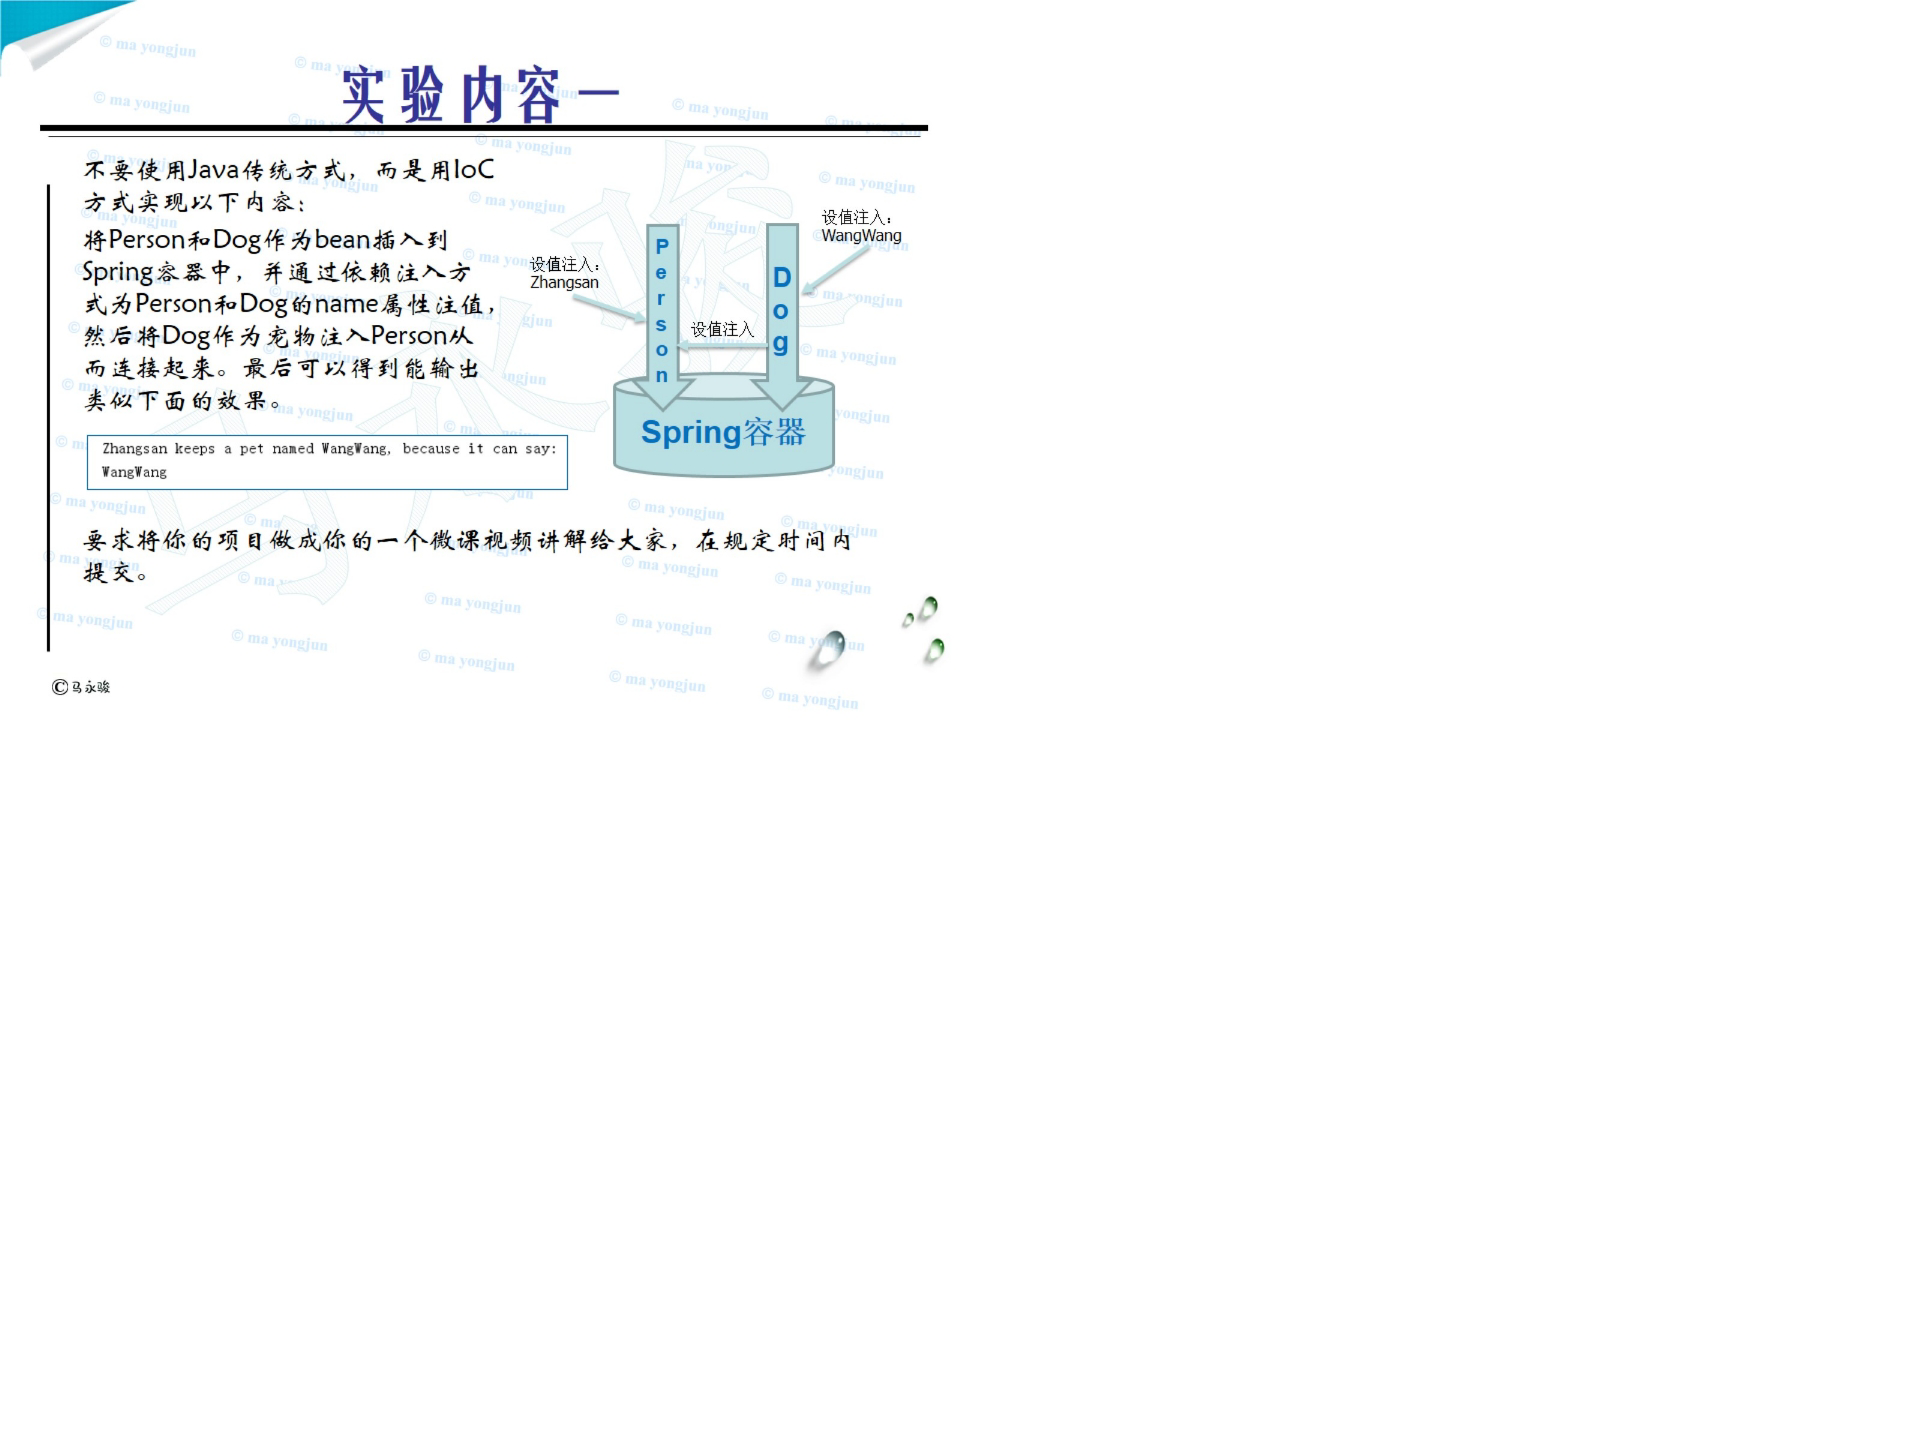 实验内容一
不要使用Java传统方式，而是用IoC
方式实现以下内容：
将Person和Dog作为bean插入到
Spring容器中，并通过依赖注入方
式为Person和Dog的name属性注值，
然后将Dog作为宠物注入Person从
而连接起来。最后可以得到能输出
类似下面的效果。
Zhangsan keeps a pet named WangWang, because it can say:
WangWang
设值注入：
Zhangsan
Person
设值注入
Dog
设值注入：
WangWang
Spring容器
要求将你的项目做成你的一个微课视频讲解给大家，在规定时间内
提交。
©马永骏
© ma yongjun